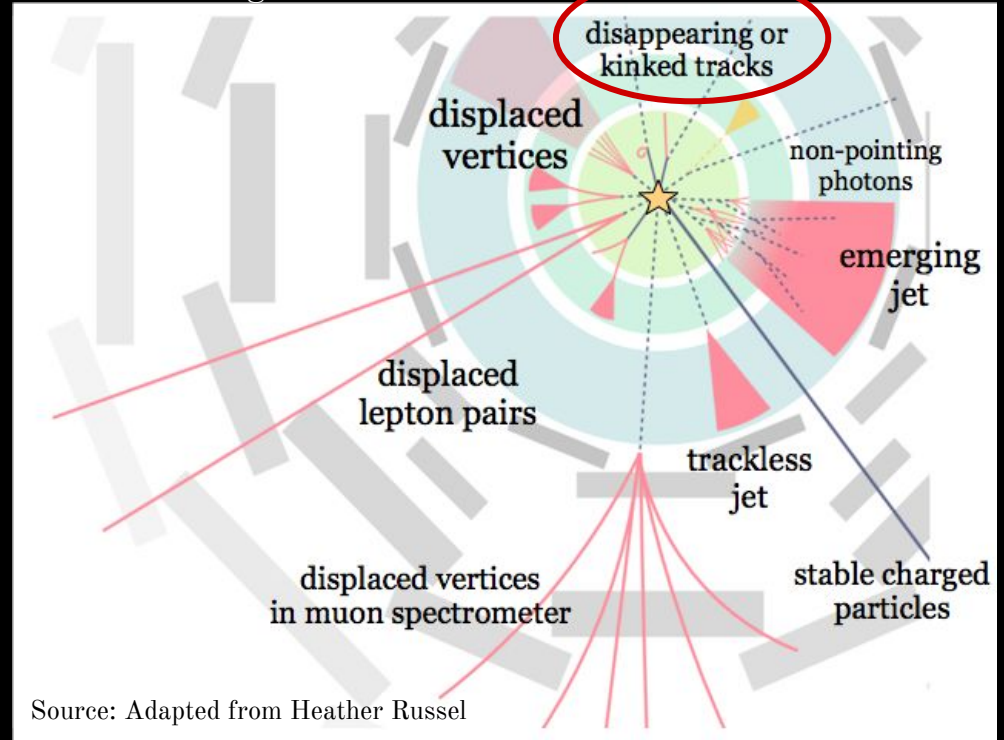 disappearing or
kinked tracks
displaced
vertices
non-pointing
photons
emerging
jet
displaced
lepton pairs
trackless
jet
displaced vertices
in muon spectrometer
stable charged
particles
Source: Adapted from Heather Russel